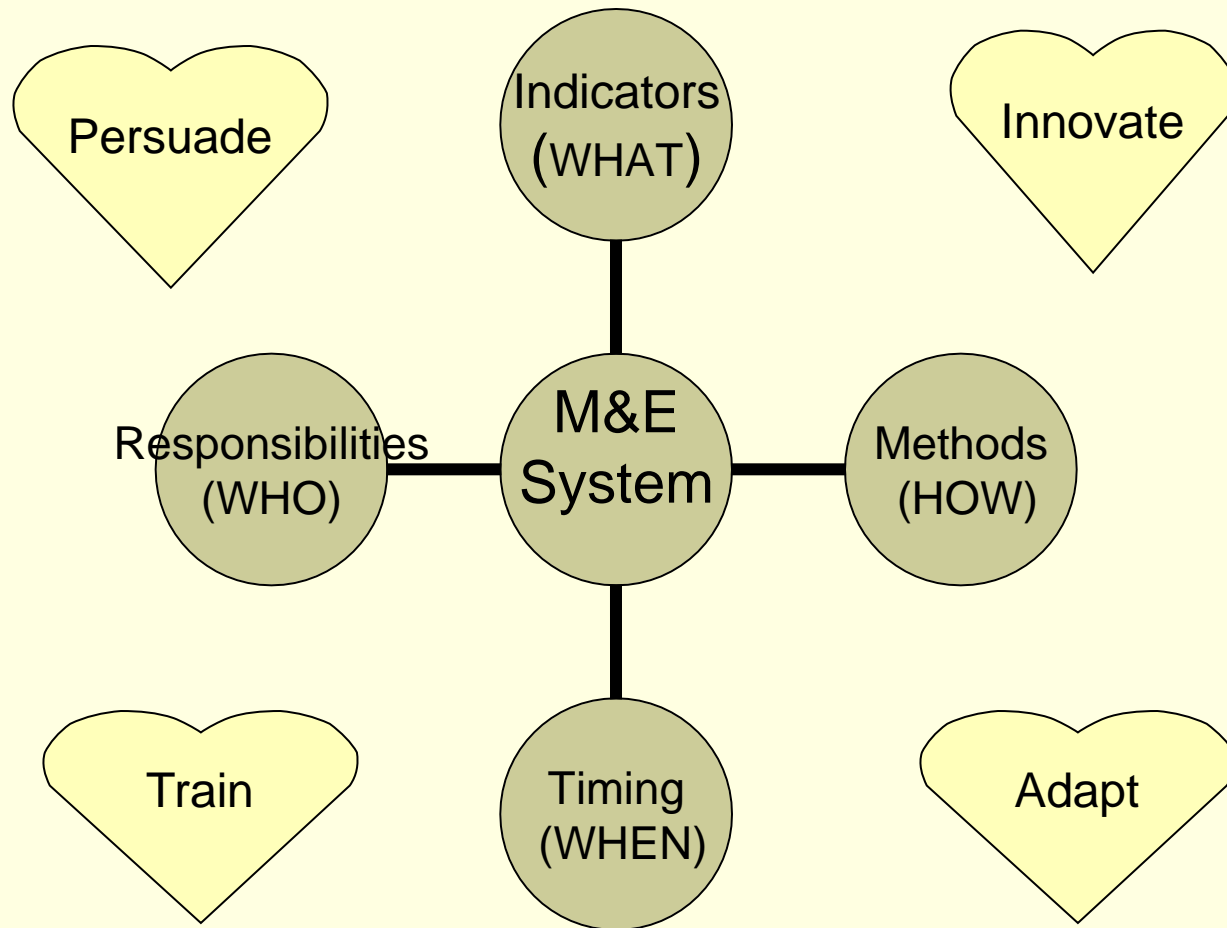 Persuade
Indicators
(WHAT)
Innovate
Responsibilities
(WHO)
M&E
System
Methods
(HOW)
Train
Timing
(WHEN)
Adapt